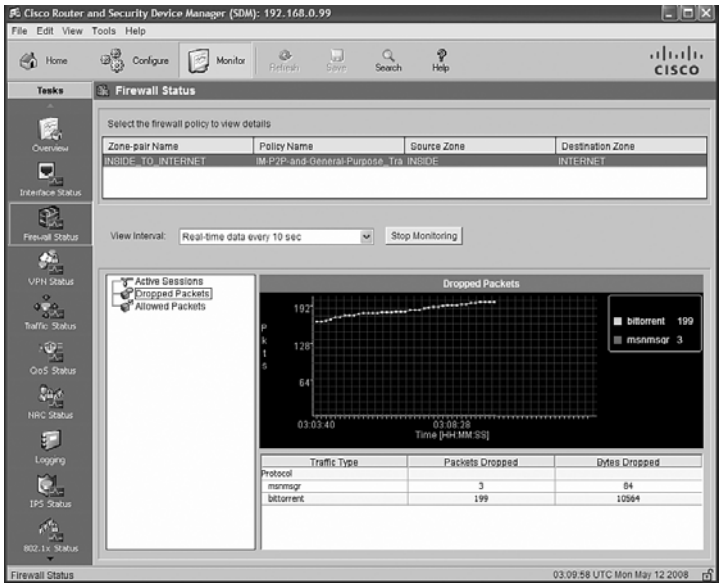 Cisco Router and Security Device Manager (SDM): 192.168.0.99
File Edit View Tools Help
Home Configure Monitor Refresh Save Search Help
CISCO
Tasks
Firewall Status
Overview
Interface Status
Firewall Status
VPN Status
Traffic Status
QoS Status
NAC Status
Logging
IPS Status
802.1x Status
Select the firewall policy to view details
Zone-pair Name Policy Name Source Zone Destination Zone
INSIDE_TO_INTERNET IM-P2P-and-General-Purpose_Tra INSIDE INTERNET
View Interval: Real-time data every 10 sec Stop Monitoring
Active Sessions
Dropped Packets
Allowed Packets
Dropped Packets
Pkts
192
128
64
03:03:40 03:08:28
Time [HH:MM:SS]
bittorrent 199
msnmsgr 3
Traffic Type Packets Dropped Bytes Dropped
Protocol
msnmsgr 3 84
bittorrent 199 10564
Firewall Status 03:09:58 UTC Mon May 12 2008